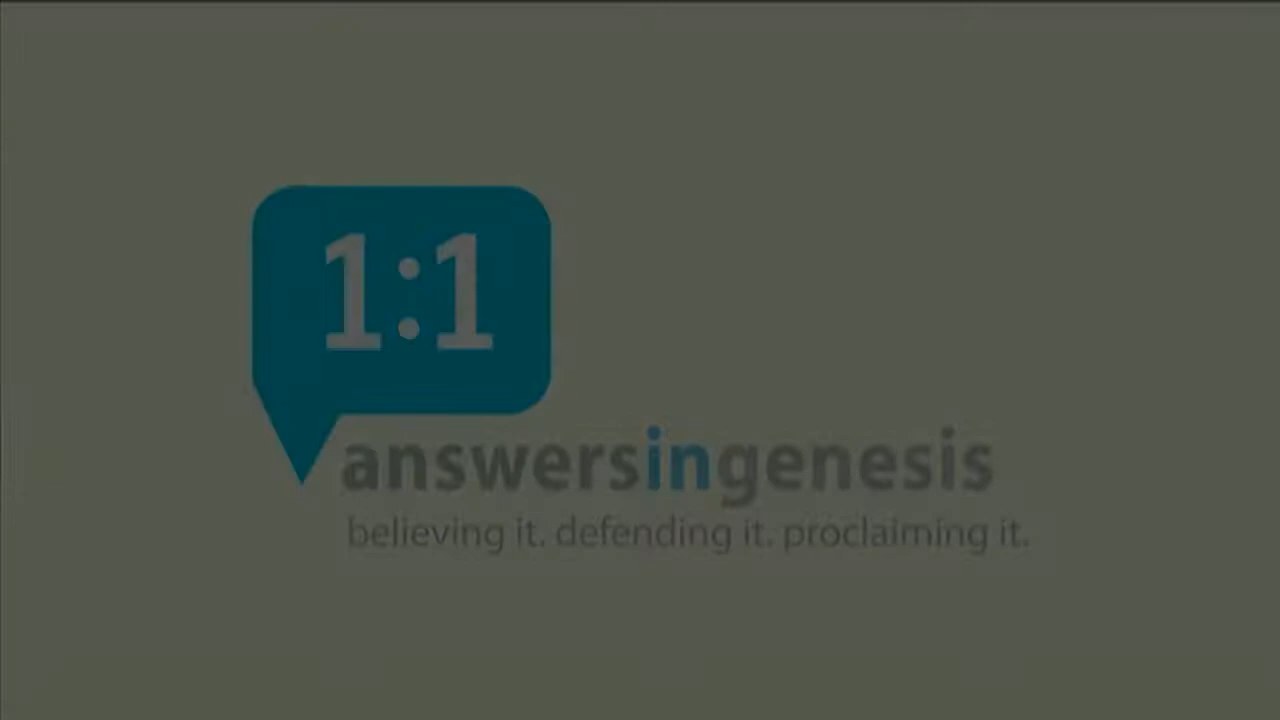 1:1
answersingenesis
believing it. defending it. proclaiming it.